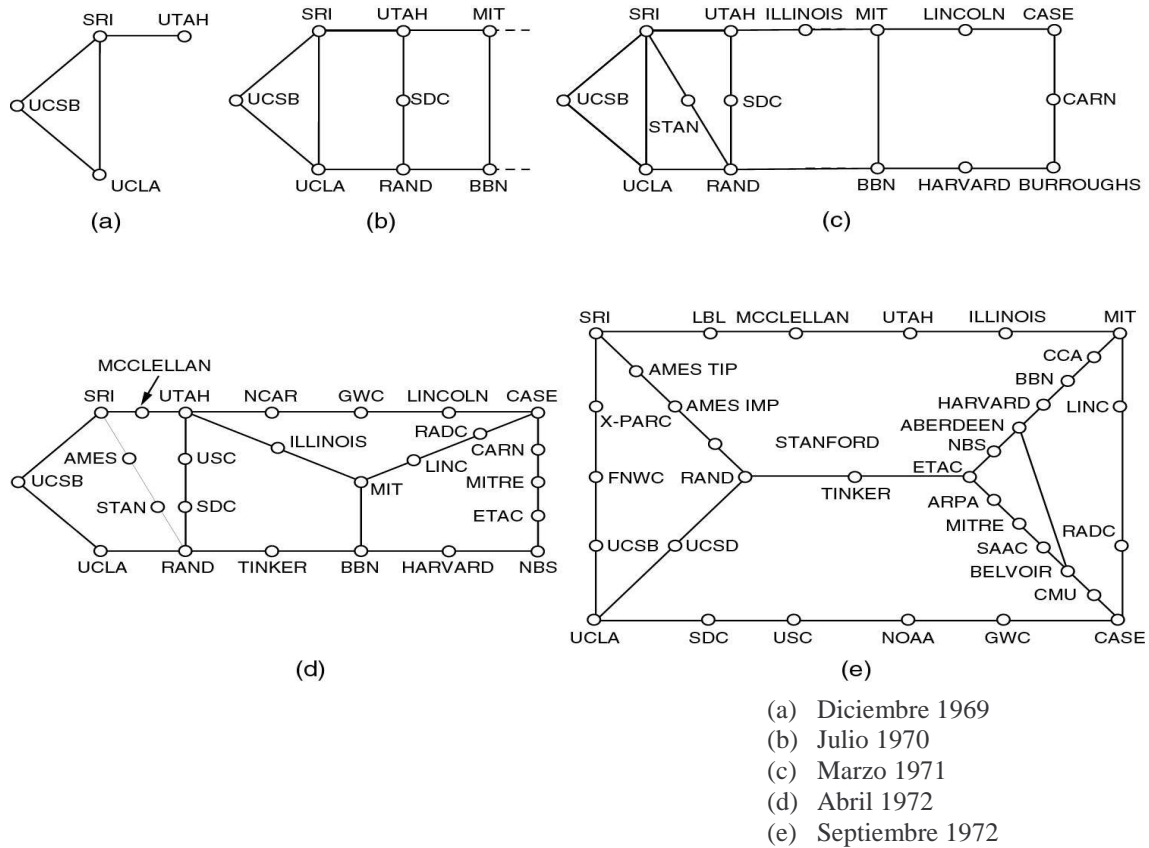 SRI UTAH
UCSB
UCLA
(a)
SRI UTAH MIT
UCSB SDC
UCLA RAND BBN
(b)
SRI UTAH ILLINOIS MIT LINCOLN CASE
UCSB STAN SDC CARN
UCLA RAND BBN HARVARD BURROUGHS
(c)
MCCLELLAN
SRI UTAH NCAR GWC LINCOLN CASE
RADC
ILLINOIS CARN
AMES USC LINC
UCSB MIT MITRE
STAN SDC ETAC
UCLA RAND TINKER BBN HARVARD NBS
(d)
SRI LBL MCCLELLAN UTAH ILLINOIS MIT
CCA
AMES TIP BBN
X-PARC AMES IMP HARVARD LINC
ABERDEEN
STANFORD NBS
FNWC RAND TINKER ETAC
ARPA
MITRE RADC
UCSB UCSD SAAC
BELVOIR
CMU
UCLA SDC USC NOAA GWC CASE
(e)
(a) Diciembre 1969
(b) Julio 1970
(c) Marzo 1971
(d) Abril 1972
(e) Septiembre 1972